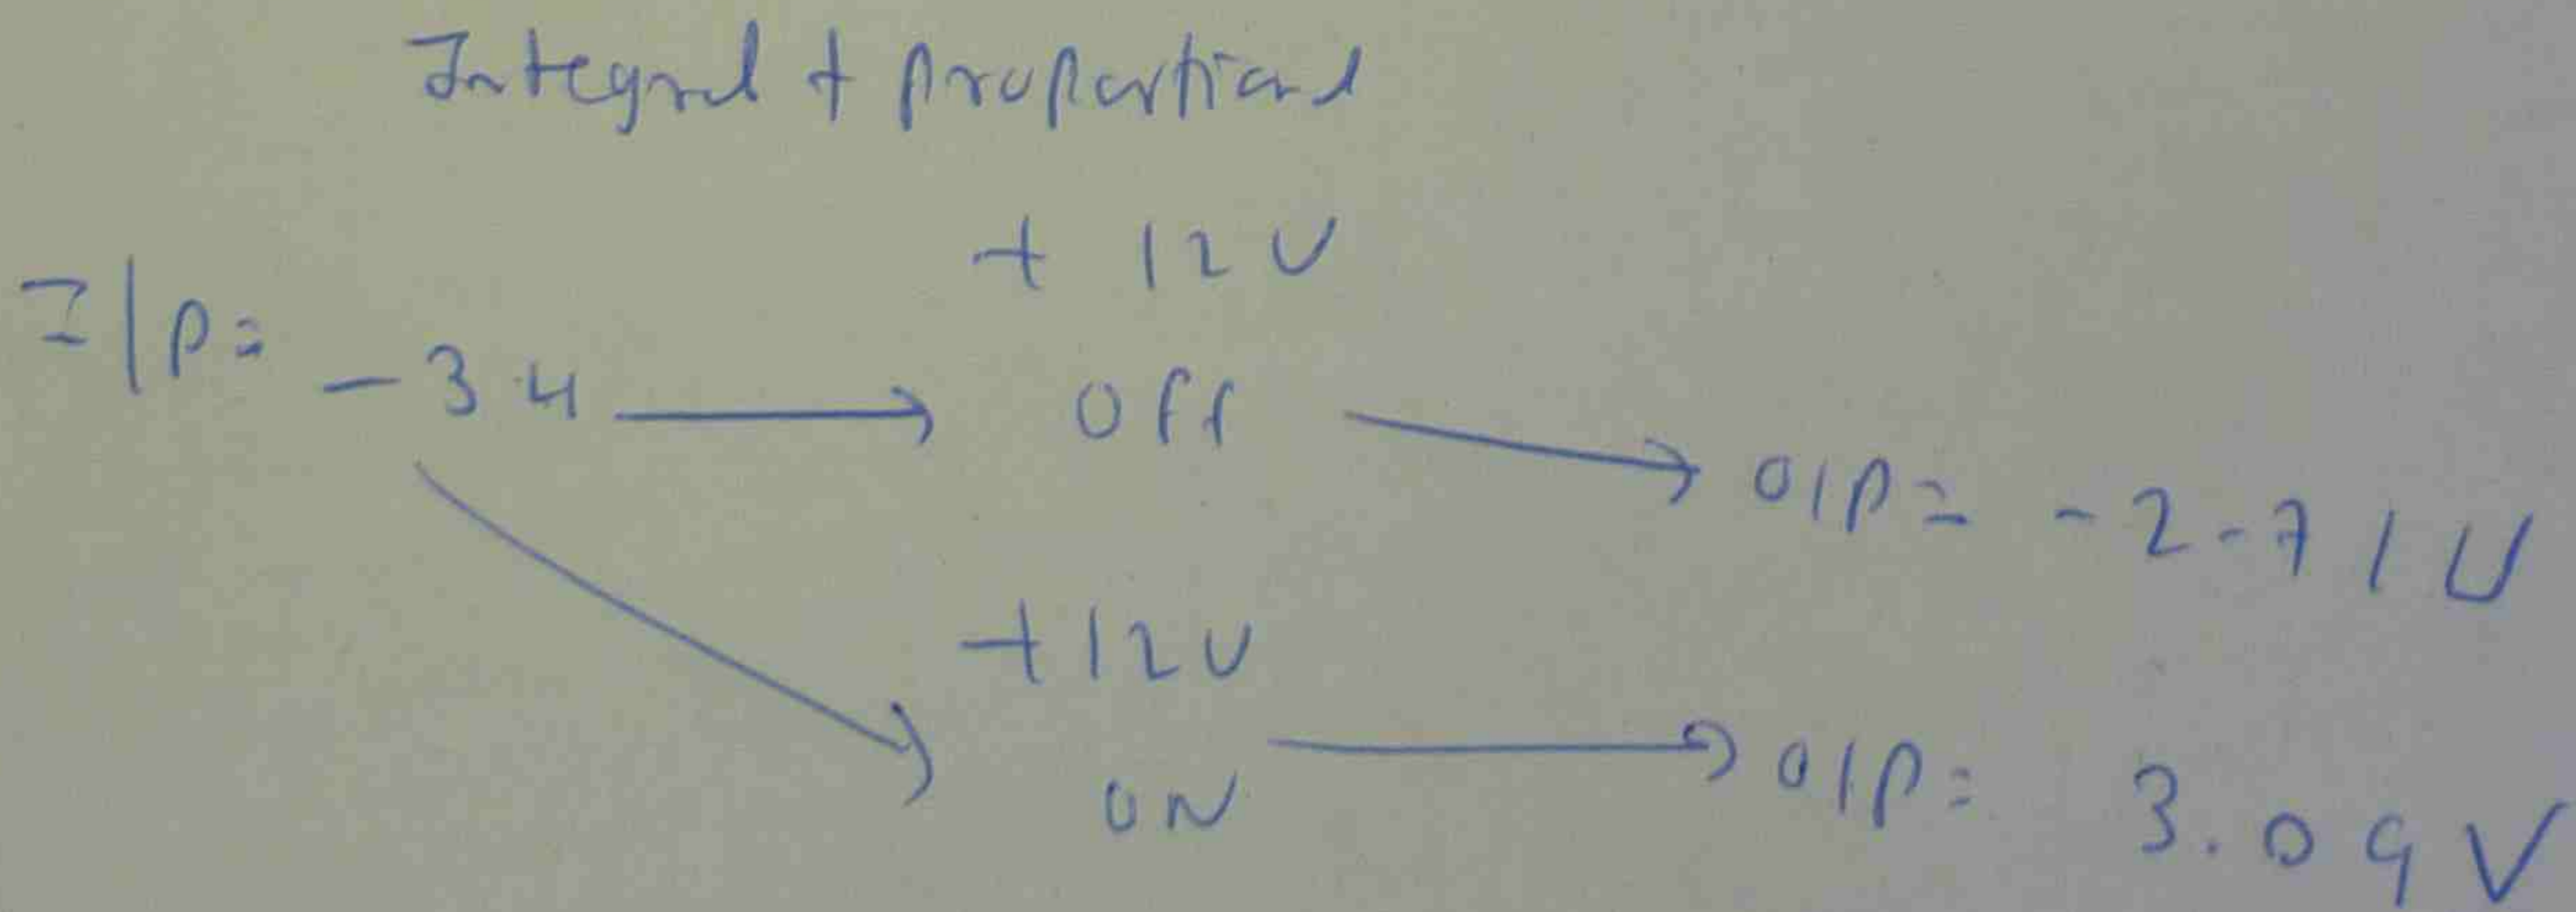 Integral + proportional
+ 12V
I/p = -3.4 → off → o/p = -2.71V
+12V
ON → o/p = 3.09V